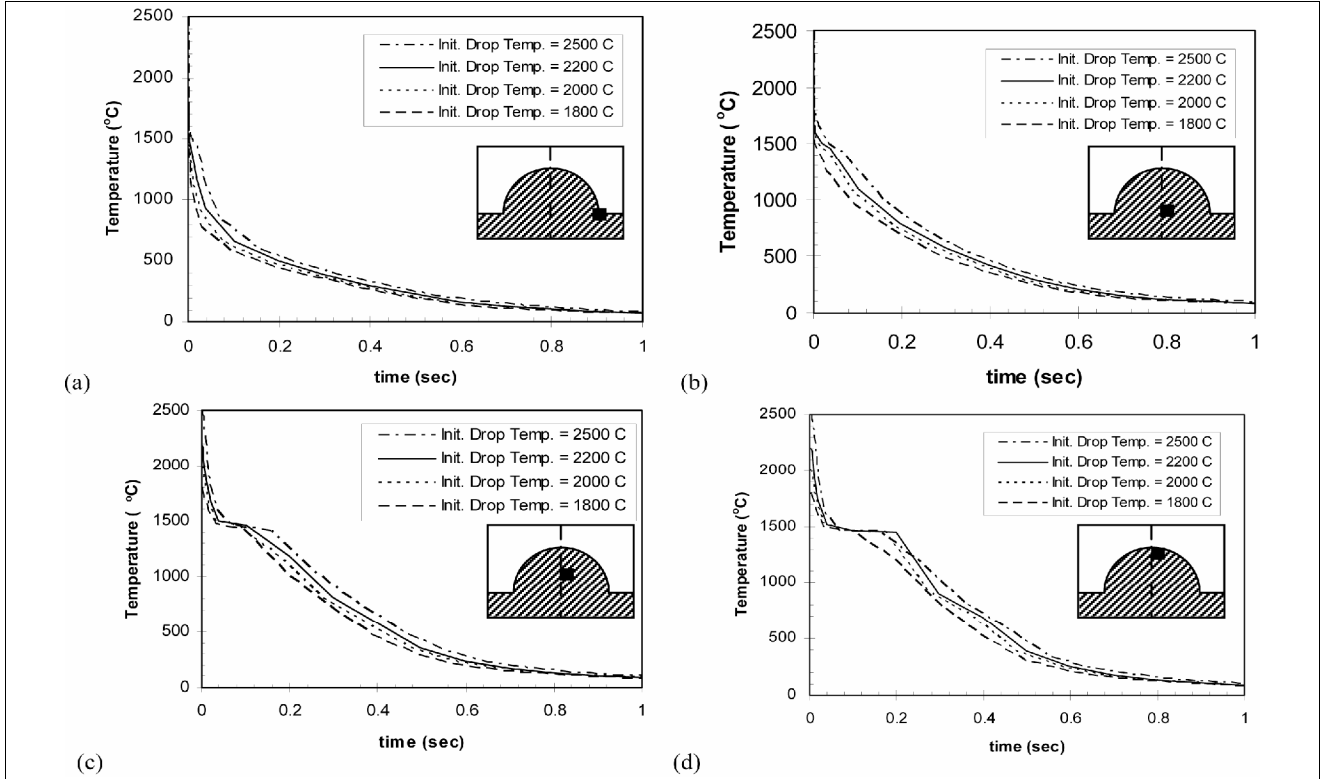 2500
2000
1500
1000
500
0
Temperature (°C)
Init. Drop Temp. = 2500 C
Init. Drop Temp. = 2200 C
Init. Drop Temp. = 2000 C
Init. Drop Temp. = 1800 C
0 0.2 0.4 0.6 0.8 1
time (sec)
(a)
2500
2000
1500
1000
500
0
Temperature ( °C)
Init. Drop Temp. = 2500 C
Init. Drop Temp. = 2200 C
Init. Drop Temp. = 2000 C
Init. Drop Temp. = 1800 C
0 0.2 0.4 0.6 0.8 1
time (sec)
(b)
2500
2000
1500
1000
500
0
Temperature ( °C)
Init. Drop Temp. = 2500 C
Init. Drop Temp. = 2200 C
Init. Drop Temp. = 2000 C
Init. Drop Temp. = 1800 C
0 0.2 0.4 0.6 0.8 1
time (sec)
(c)
2500
2000
1500
1000
500
0
Temperature (°C)
Init. Drop Temp. = 2500 C
Init. Drop Temp. = 2200 C
Init. Drop Temp. = 2000 C
Init. Drop Temp. = 1800 C
0 0.2 0.4 0.6 0.8 1
time (sec)
(d)